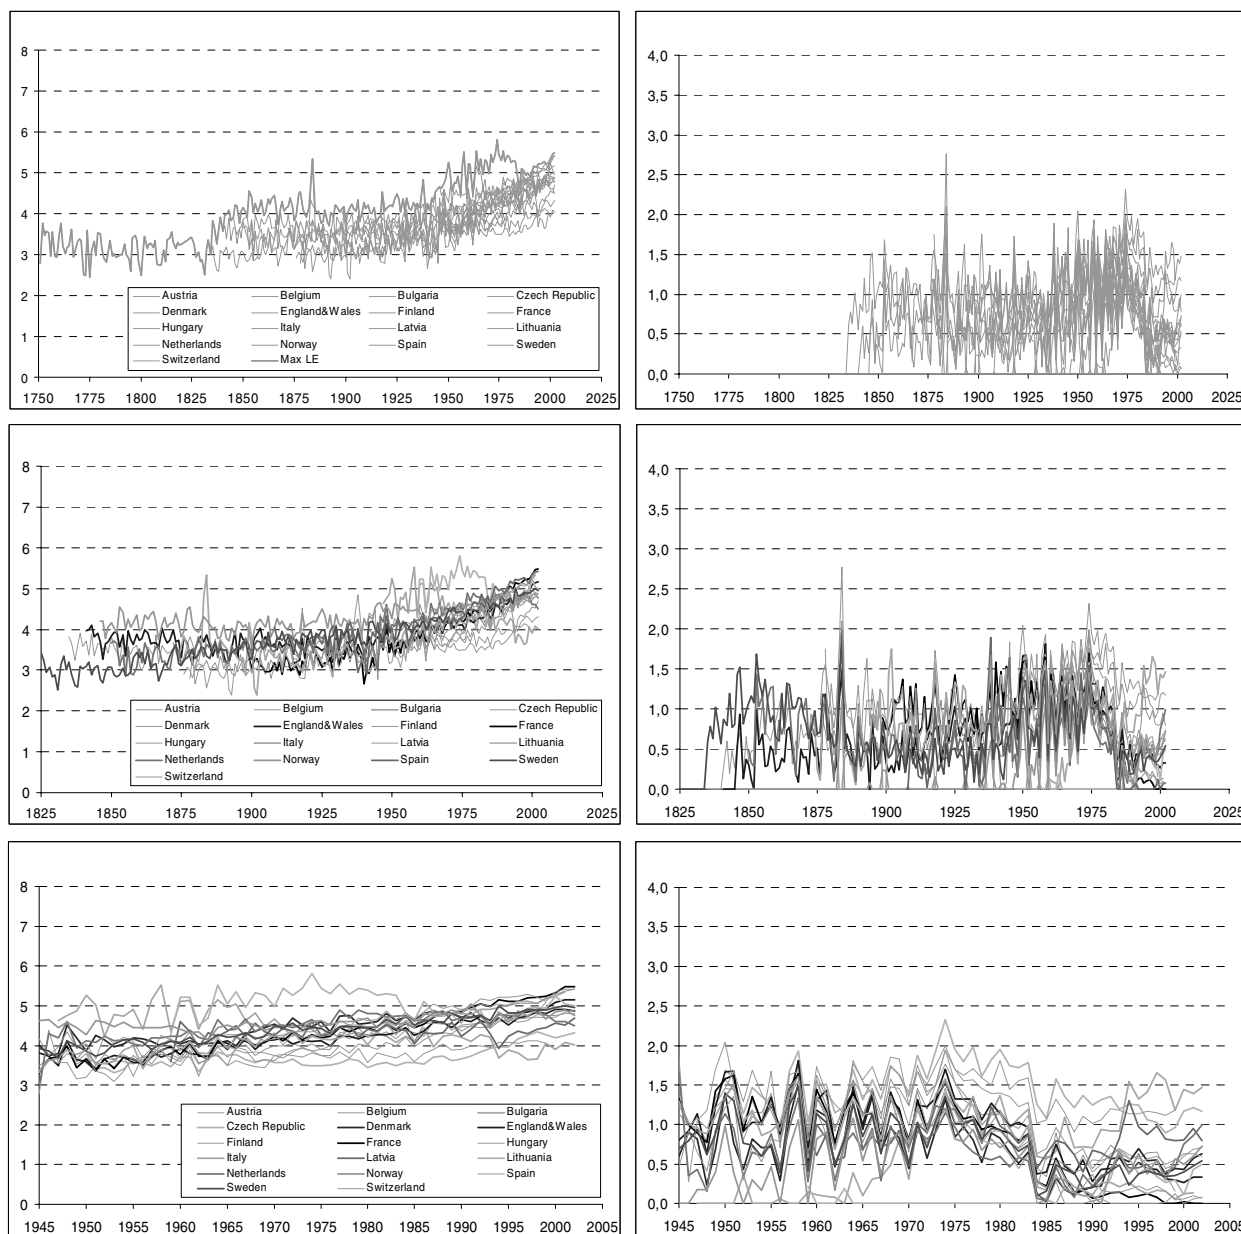 8
7
6
5
4
3
2
1
0
Austria Belgium Bulgaria Czech Republic
Denmark England&Wales Finland France
Hungary Italy Latvia Lithuania
Netherlands Norway Spain Sweden
Switzerland Max LE
1750 1775 1800 1825 1850 1875 1900 1925 1950 1975 2000 2025
4,0
3,5
3,0
2,5
2,0
1,5
1,0
0,5
0,0
1750 1775 1800 1825 1850 1875 1900 1925 1950 1975 2000 2025
8
7
6
5
4
3
2
1
0
Austria Belgium Bulgaria Czech Republic
Denmark England&Wales Finland France
Hungary Italy Latvia Lithuania
Netherlands Norway Spain Sweden
Switzerland
1825 1850 1875 1900 1925 1950 1975 2000 2025
4,0
3,5
3,0
2,5
2,0
1,5
1,0
0,5
0,0
1825 1850 1875 1900 1925 1950 1975 2000 2025
8
7
6
5
4
3
2
1
0
Austria Belgium Bulgaria
Czech Republic Denmark England&Wales
Finland France Hungary
Italy Latvia Lithuania
Netherlands Norway Spain
Sweden Switzerland
1945 1950 1955 1960 1965 1970 1975 1980 1985 1990 1995 2000 2005
4,0
3,5
3,0
2,5
2,0
1,5
1,0
0,5
0,0
1945 1950 1955 1960 1965 1970 1975 1980 1985 1990 1995 2000 2005